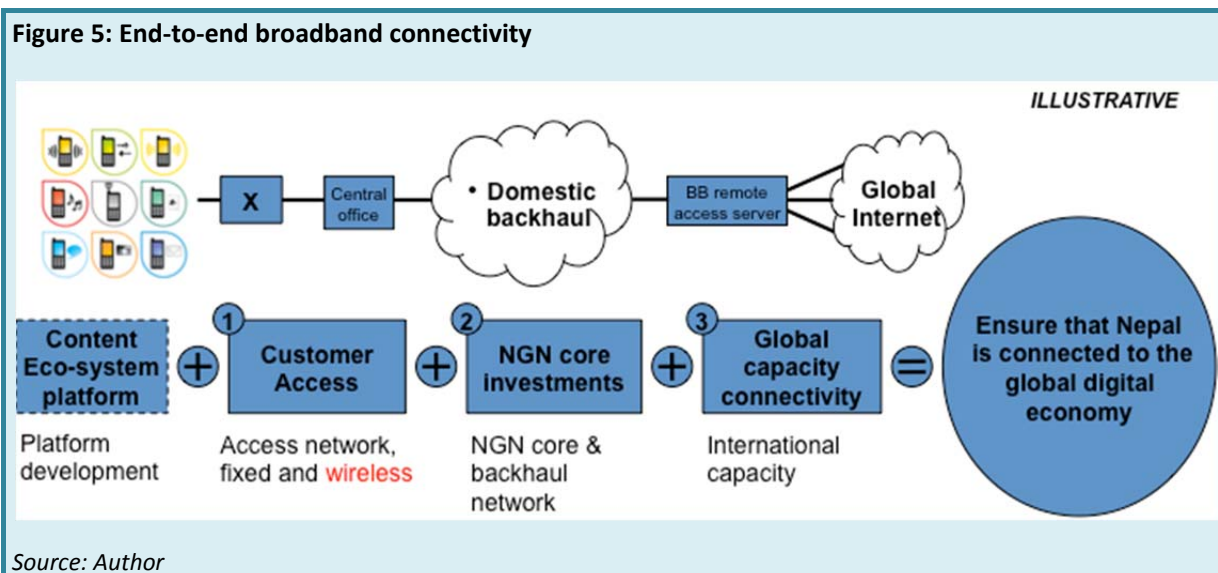 Figure 5: End-to-end broadband connectivity
ILLUSTRATIVE
X
Central
office
• Domestic
backhaul
BB remote
access server
Global
Internet
Content
Eco-system
platform
+
1
Customer
Access
+
2
NGN core
investments
+
3
Global
capacity
connectivity
=
Ensure that Nepal
is connected to the
global digital
economy
Platform
development
Access network,
fixed and wireless
NGN core &
backhaul
network
International
capacity
Source: Author